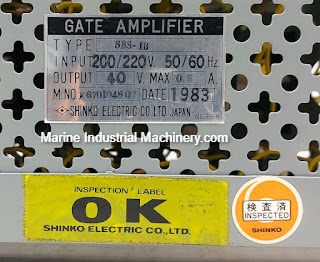 GATE AMPLIFIER
TYPE SBS-1B
INPUT 200/220 V. 50/60 Hz.
OUTPUT 40 V. MAX 0.5 A.
M.NO DATE 1983
SHINKO ELECTRIC CO.LTD. JAPAN
Marine Industrial Machinery.com
INSPECTION LABEL
OK
SHINKO ELECTRIC CO.,LTD.
検査済
INSPECTED
SHINKO